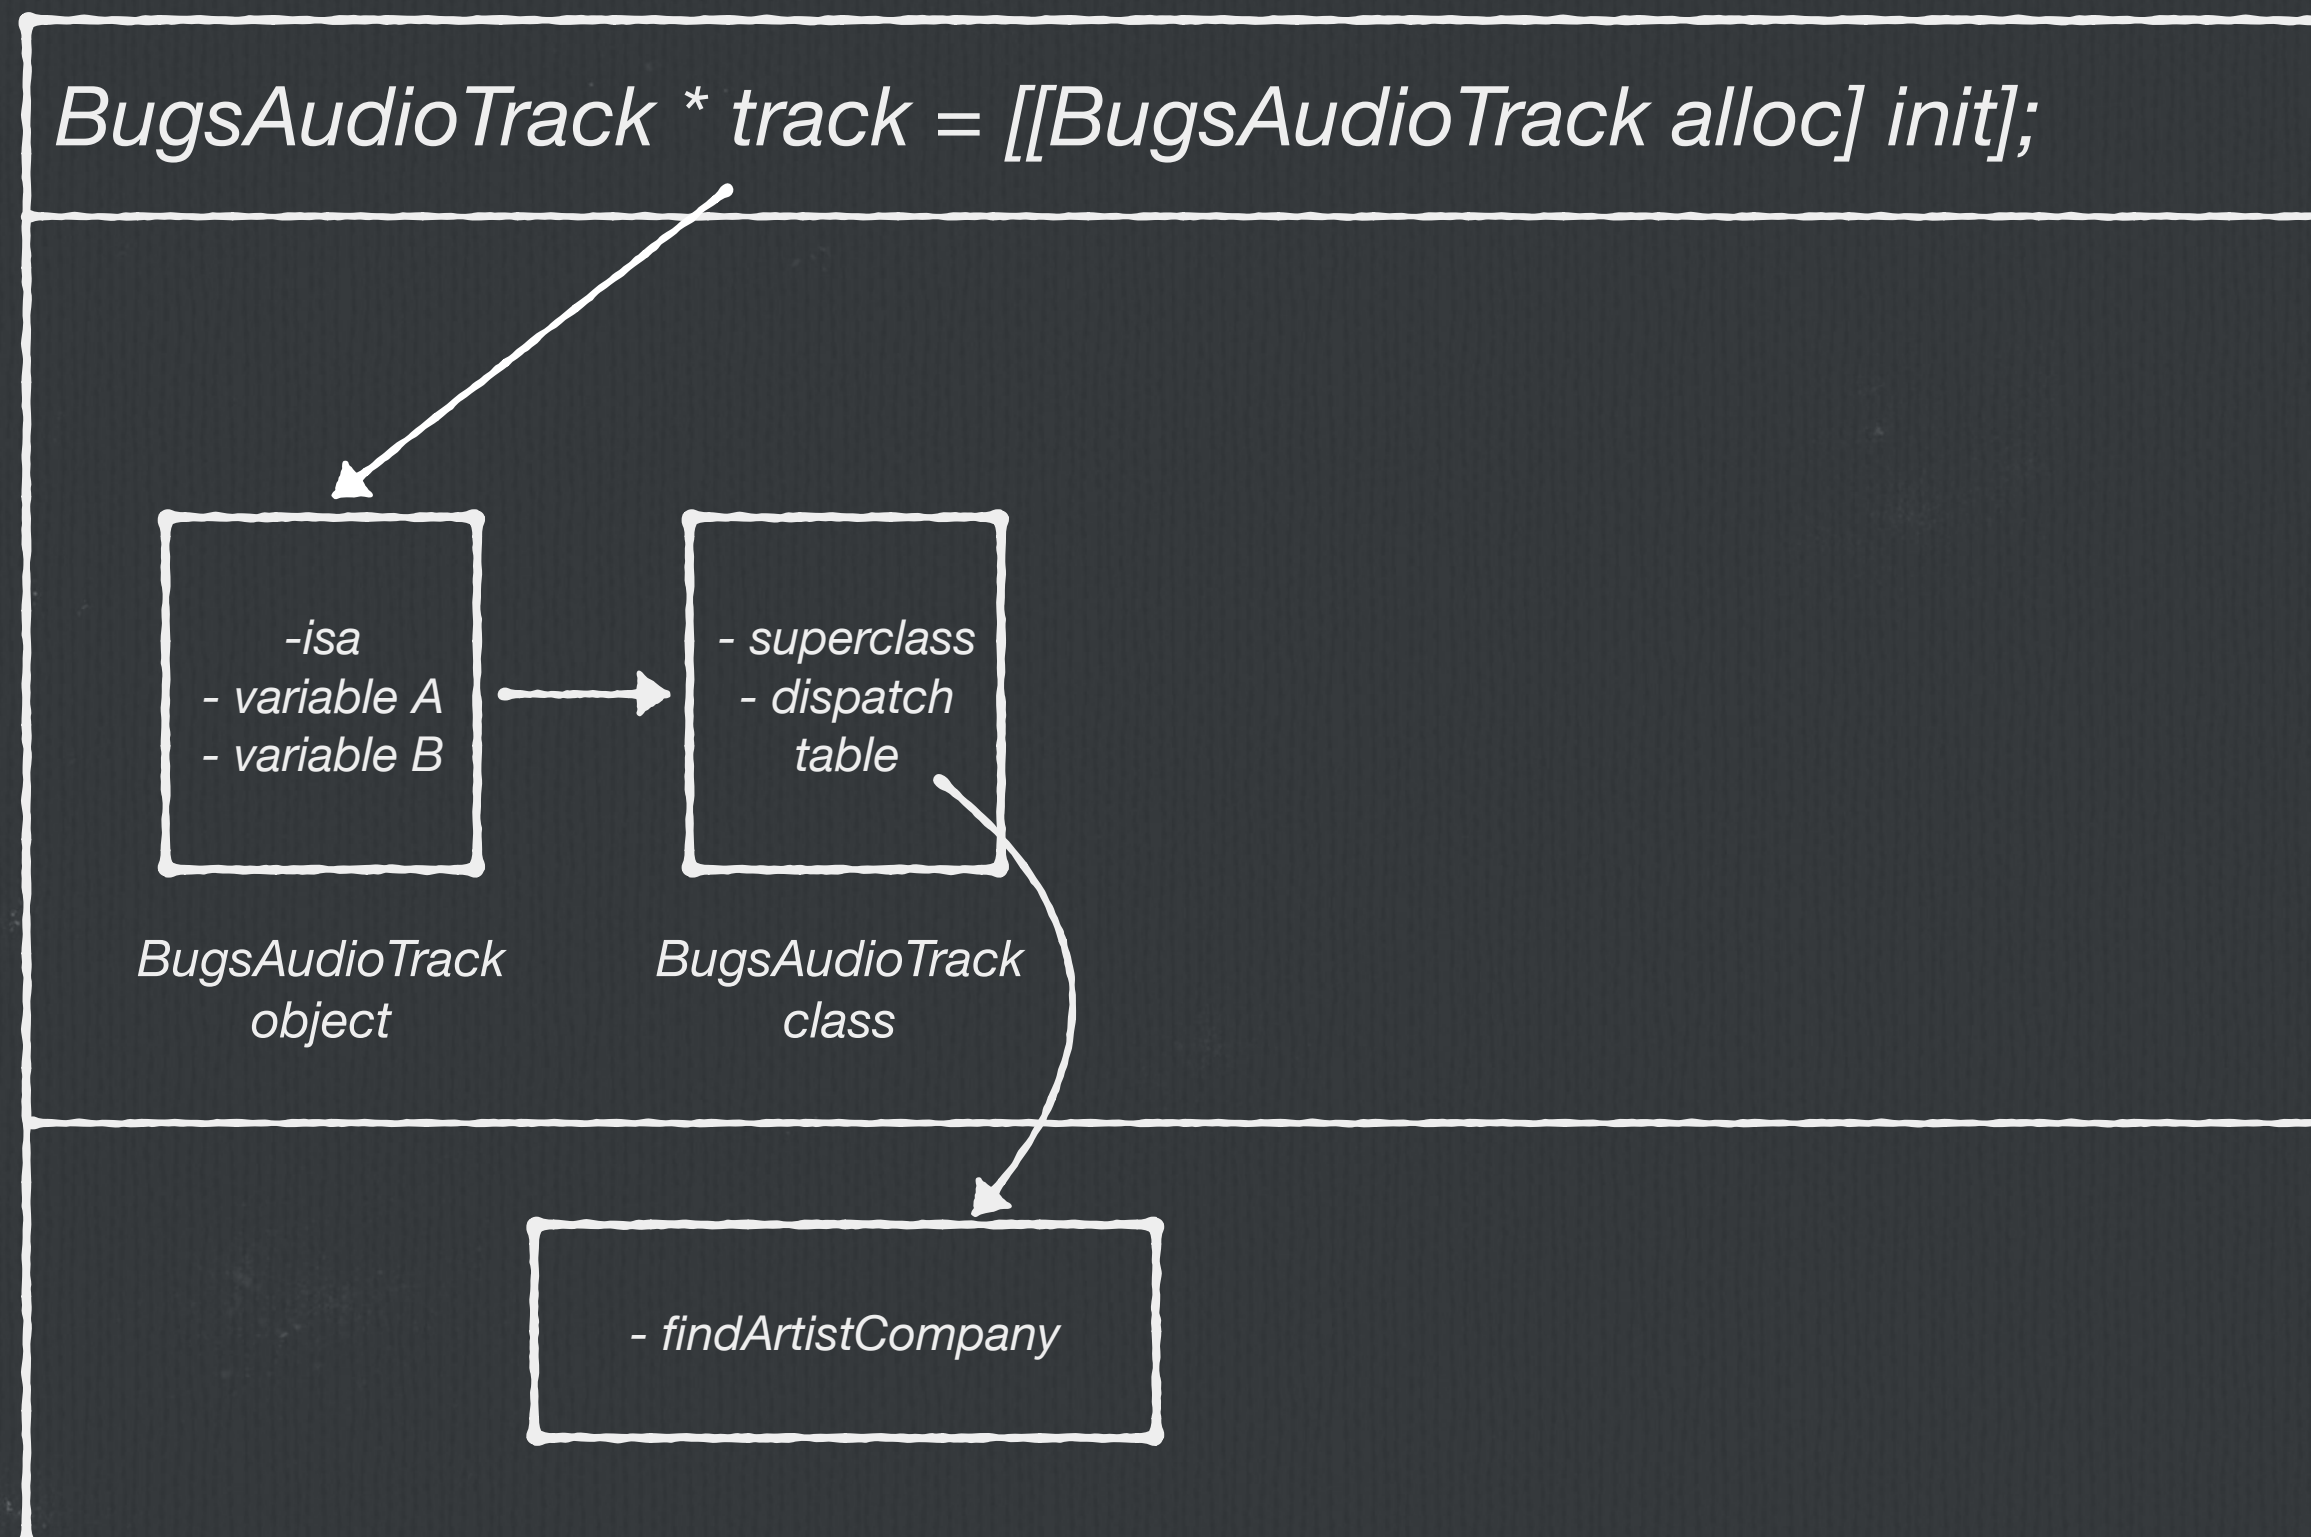 BugsAudioTrack * track = [[BugsAudioTrack alloc] init];
-isa
- variable A
- variable B
- superclass
- dispatch
table
BugsAudioTrack
object
BugsAudioTrack
class
- findArtistCompany